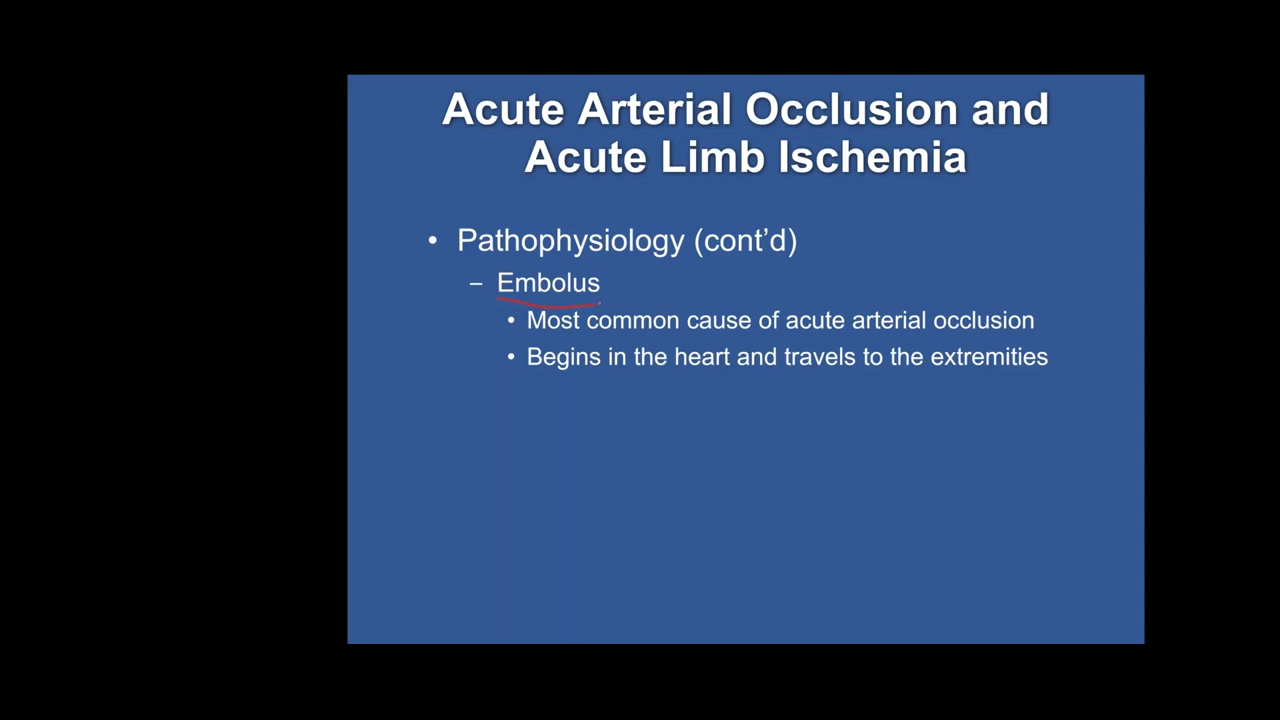 Acute Arterial Occlusion and
Acute Limb Ischemia
• Pathophysiology (cont’d)
– Embolus
• Most common cause of acute arterial occlusion
• Begins in the heart and travels to the extremities